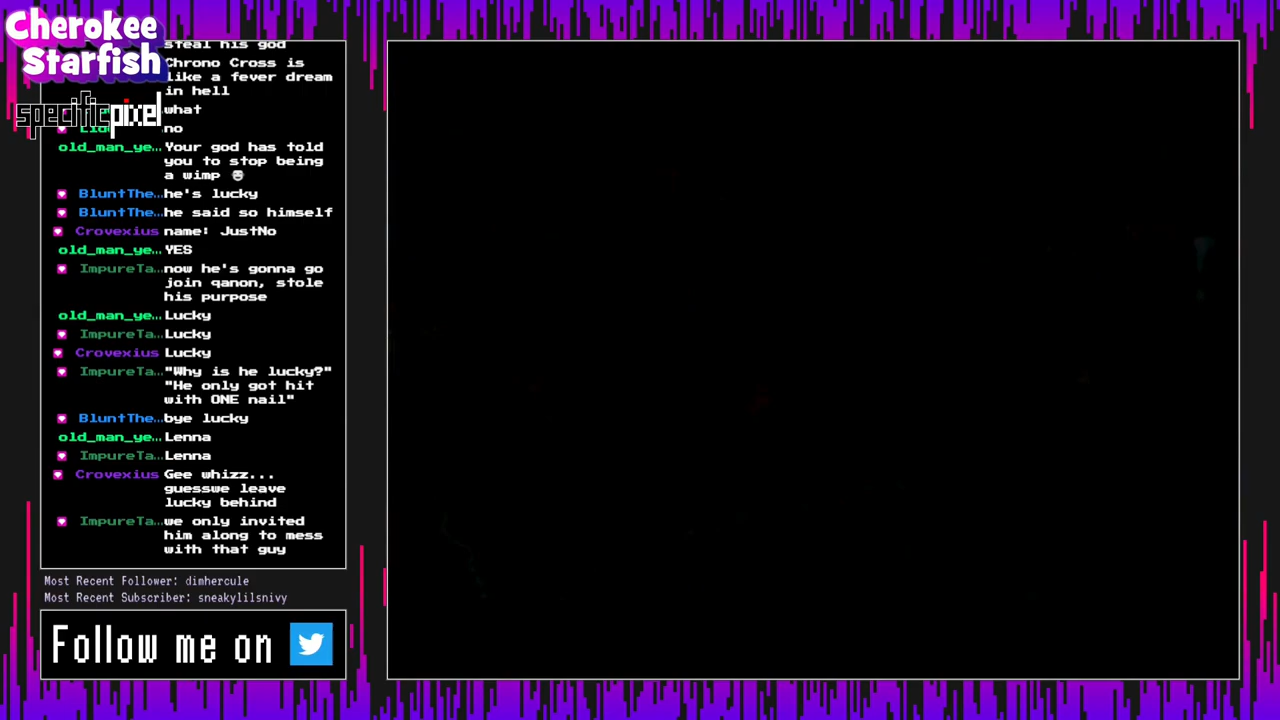 Cherokee
Starfish
specificpixel
steal his god
Chrono Cross is
like a fever dream
in hell
what
no
old_man_ye… Your god has told
you to stop being
a wimp
BluntThe… he's lucky
BluntThe… he said so himself
Crovexius name: JustNo
old_man_ye… YES
ImpureTa… now he's gonna go
join qanon, stole
his purpose
old_man_ye… Lucky
ImpureTa… Lucky
Crovexius Lucky
ImpureTa… "Why is he lucky?"
"He only got hit
with ONE nail"
BluntThe… bye lucky
old_man_ye… Lenna
ImpureTa… Lenna
Crovexius Gee whizz...
guesswe leave
lucky behind
ImpureTa… we only invited
him along to mess
with that guy
Most Recent Follower: dimhercule
Most Recent Subscriber: sneakylilsnivy
Follow me on